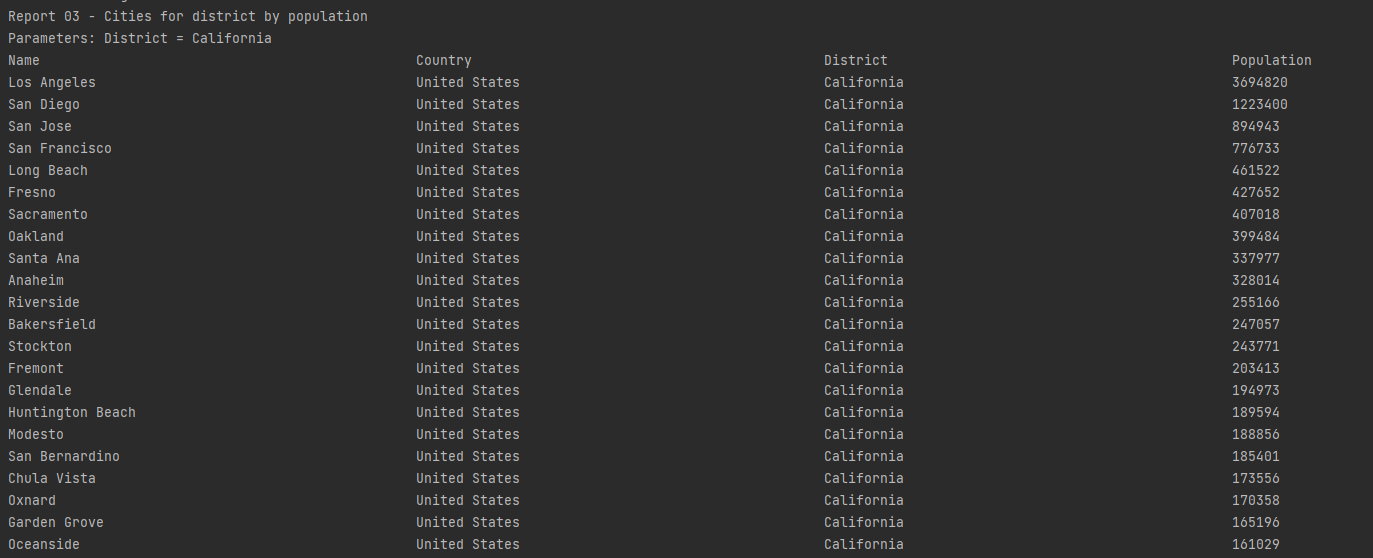 Report 03 - Cities for district by population
Parameters: District = California
Name Country District Population
Los Angeles United States California 3694820
San Diego United States California 1223400
San Jose United States California 894943
San Francisco United States California 776733
Long Beach United States California 461522
Fresno United States California 427652
Sacramento United States California 407018
Oakland United States California 399484
Santa Ana United States California 337977
Anaheim United States California 328014
Riverside United States California 255166
Bakersfield United States California 247057
Stockton United States California 243771
Fremont United States California 203413
Glendale United States California 194973
Huntington Beach United States California 189594
Modesto United States California 188856
San Bernardino United States California 185401
Chula Vista United States California 173556
Oxnard United States California 170358
Garden Grove United States California 165196
Oceanside United States California 161029